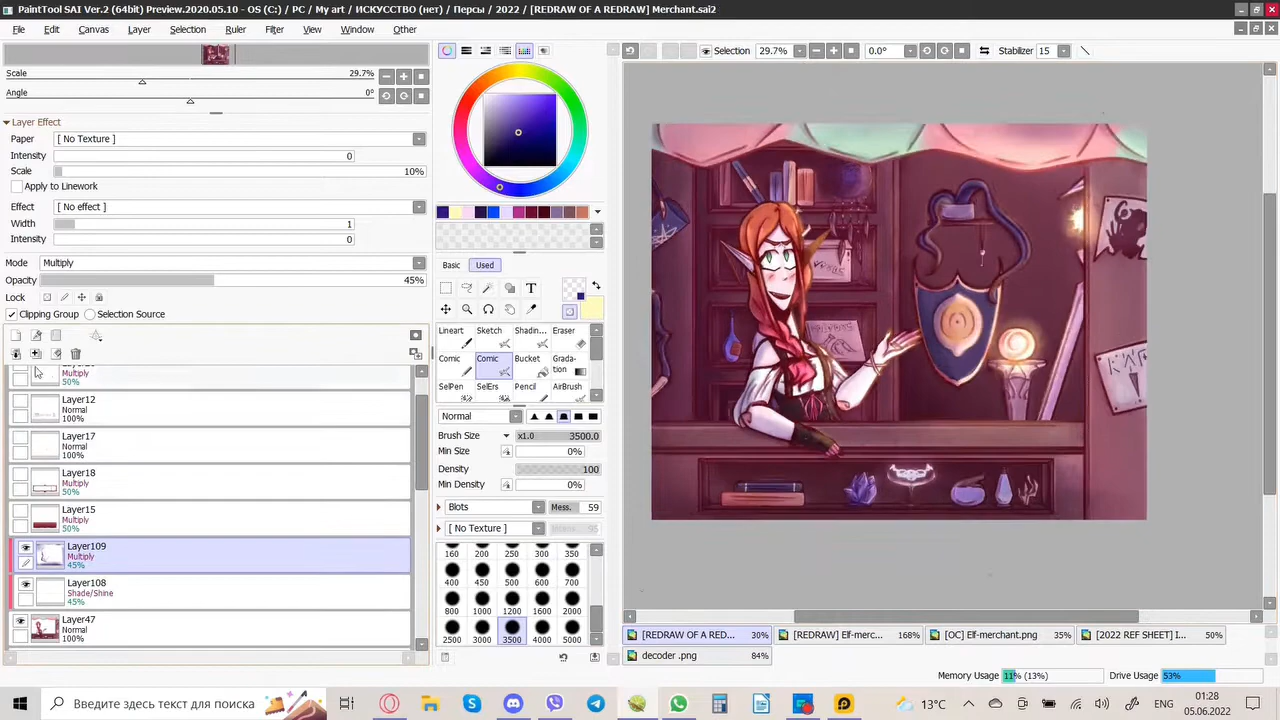 PaintTool SAI Ver.2 (64bit) Preview.2020.05.10 - OS (C:) / PC / My art / ИСКУССТВО (нет) / Персы / 2022 / [REDRAW OF A REDRAW] Merchant.sai2
File Edit Canvas Layer Selection Ruler Filter Window Other
Selection 29.7% 0.0° Stabilizer 15
Scale 29.7%
Angle 0°
Layer Effect
Paper [ No Texture ]
Intensity 0
Scale 10%
Apply to Linework
Effect [ No effect ]
Width 1
Intensity 0
Mode Multiply
Opacity 45%
Lock
Clipping Group Selection Source
Multiply
50%
Layer12
Normal
100%
Layer17
Normal
100%
Layer18
Multiply
50%
Layer15
Multiply
50%
Layer109
Multiply
45%
Layer108
Shade/Shine
45%
Layer47
Normal
100%
Basic Used
Lineart Sketch Shadin... Eraser
Comic Comic Bucket Grada-
tion
SelPen SelErs Pencil AirBrush
Normal
Brush Size x1.0 3500.0
Min Size 0%
Density 100
Min Density 0%
Blots Mess. 59
[ No Texture ] 95
160 200 250 300 350
400 450 500 600 700
800 1000 1200 1600 2000
2500 3000 3500 4000 5000
[REDRAW OF A RED... 30% [REDRAW] Elf-merc... 168% [OC] Elf-merchant.png 35% [2022 REF SHEET] I... 50%
decoder .png 84%
Memory Usage 11% (13%) Drive Usage 53%
Введите здесь текст для поиска
13°C ENG 01:28
05.06.2022